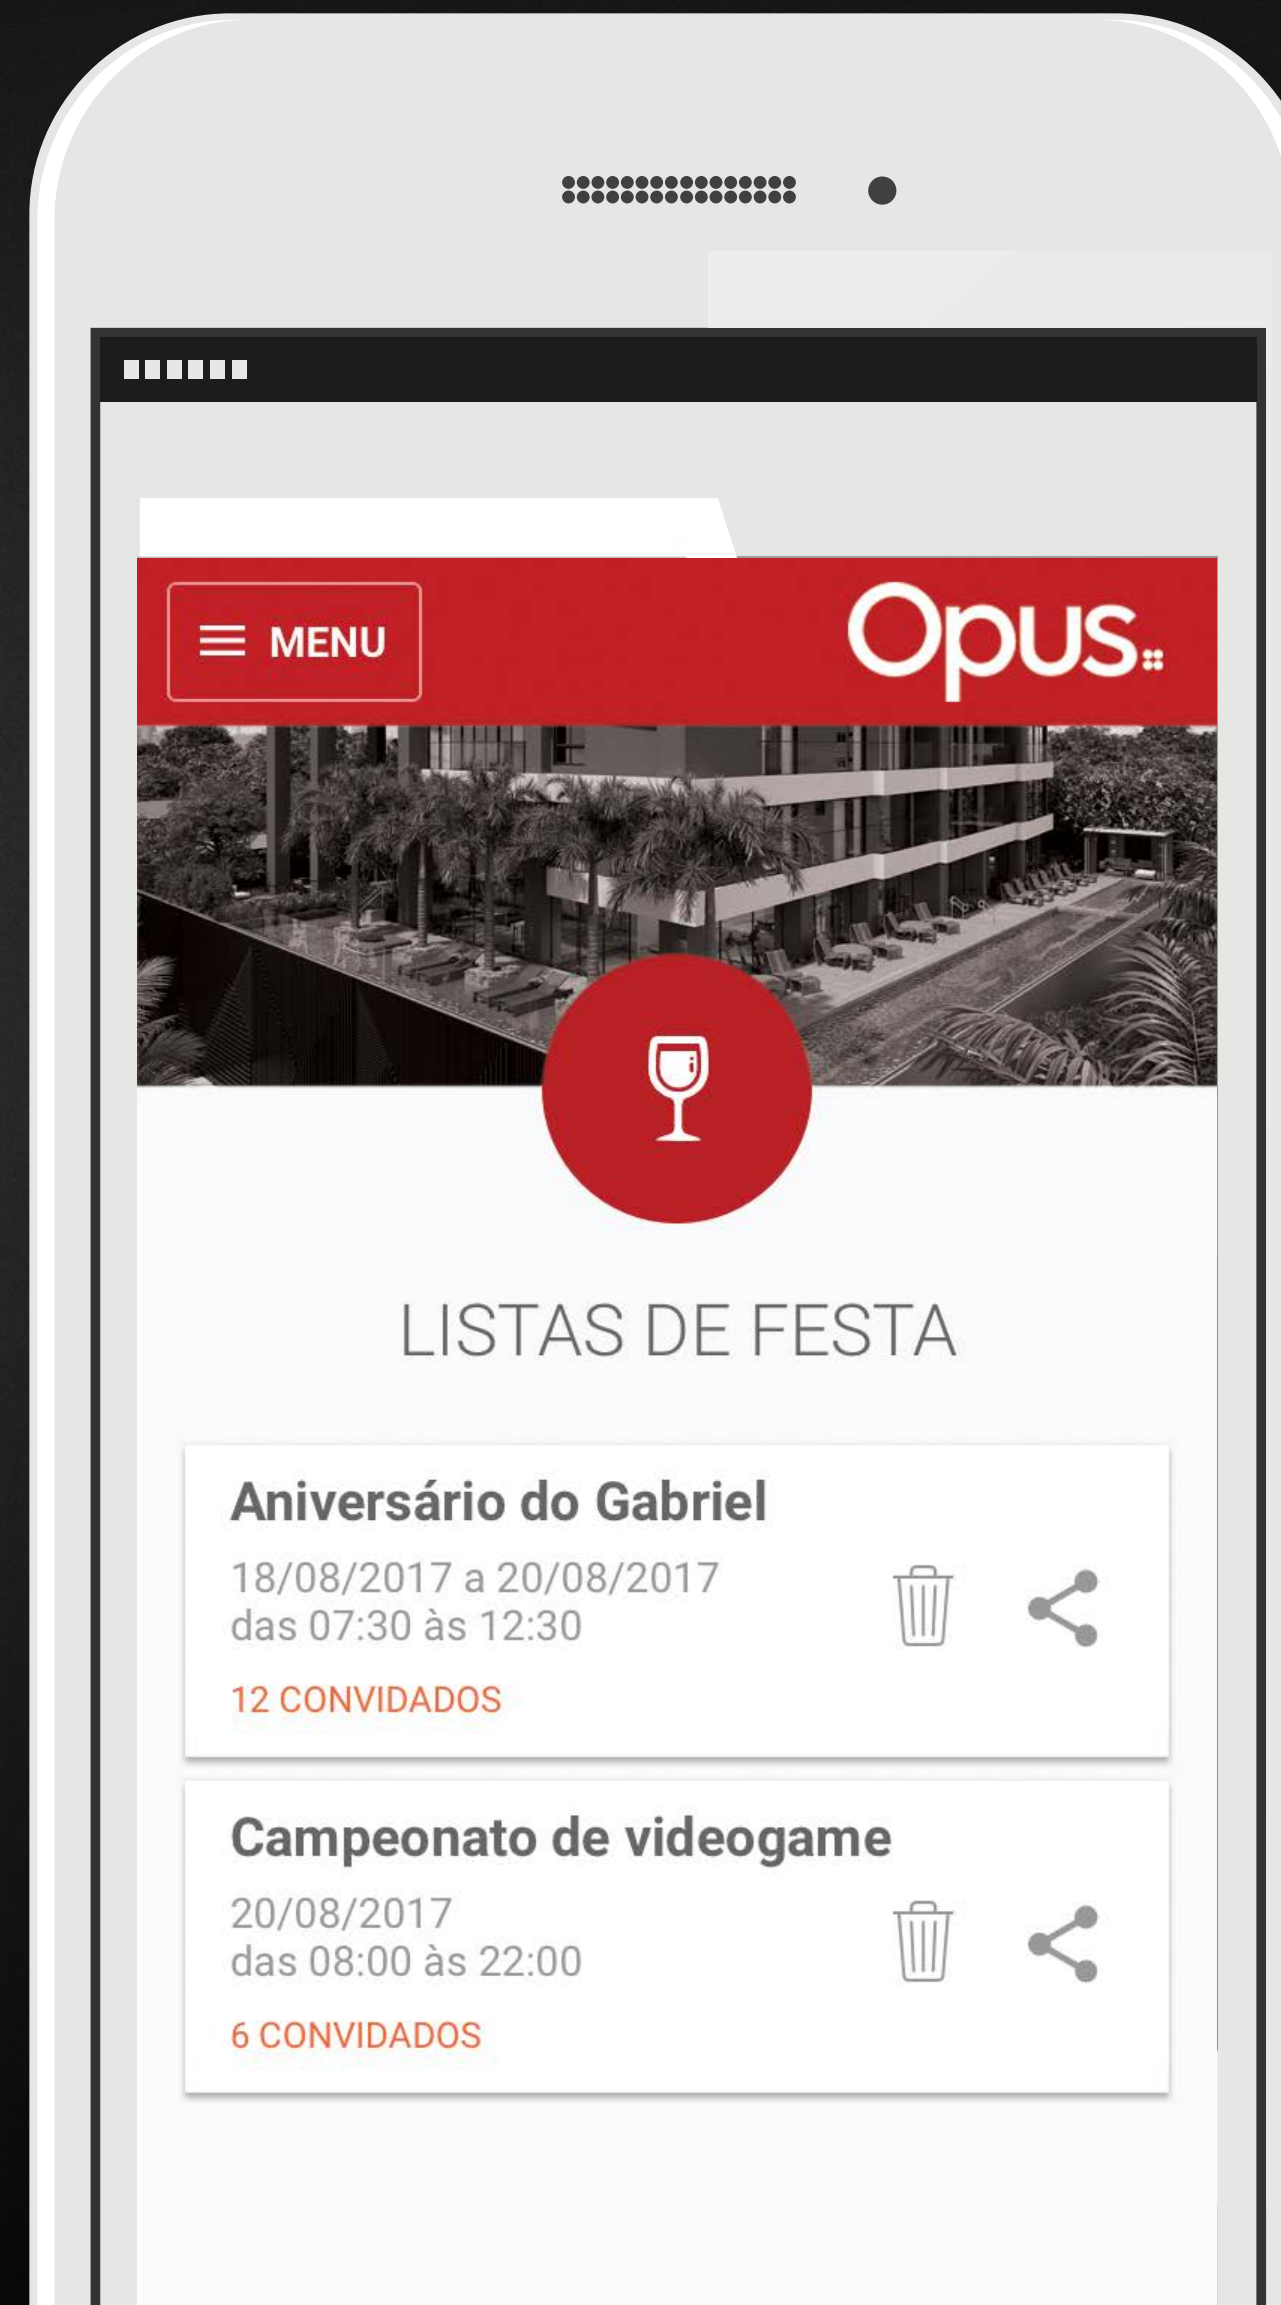 MENU
Opus
LISTAS DE FESTA
Aniversário do Gabriel
18/08/2017 a 20/08/2017
das 07:30 às 12:30
12 CONVIDADOS
Campeonato de videogame
20/08/2017
das 08:00 às 22:00
6 CONVIDADOS